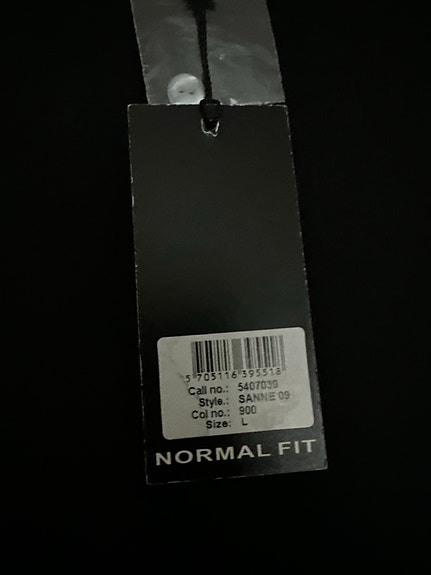 5 705116 395518
Call no.: 5407039
Style.: SANNE 09
Col no.: 900
Size: L
NORMAL FIT